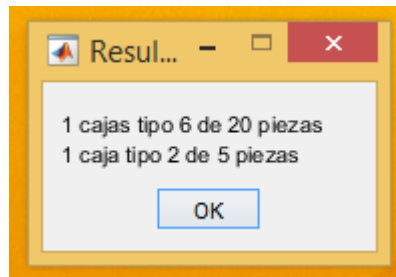 Resul...
1 cajas tipo 6 de 20 piezas
1 caja tipo 2 de 5 piezas
OK